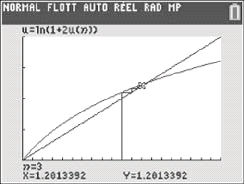 NORMAL FLOTT AUTO RÉEL RAD MP
u=ln(1+2u(n))
n=3
X=1.2013392 Y=1.2013392